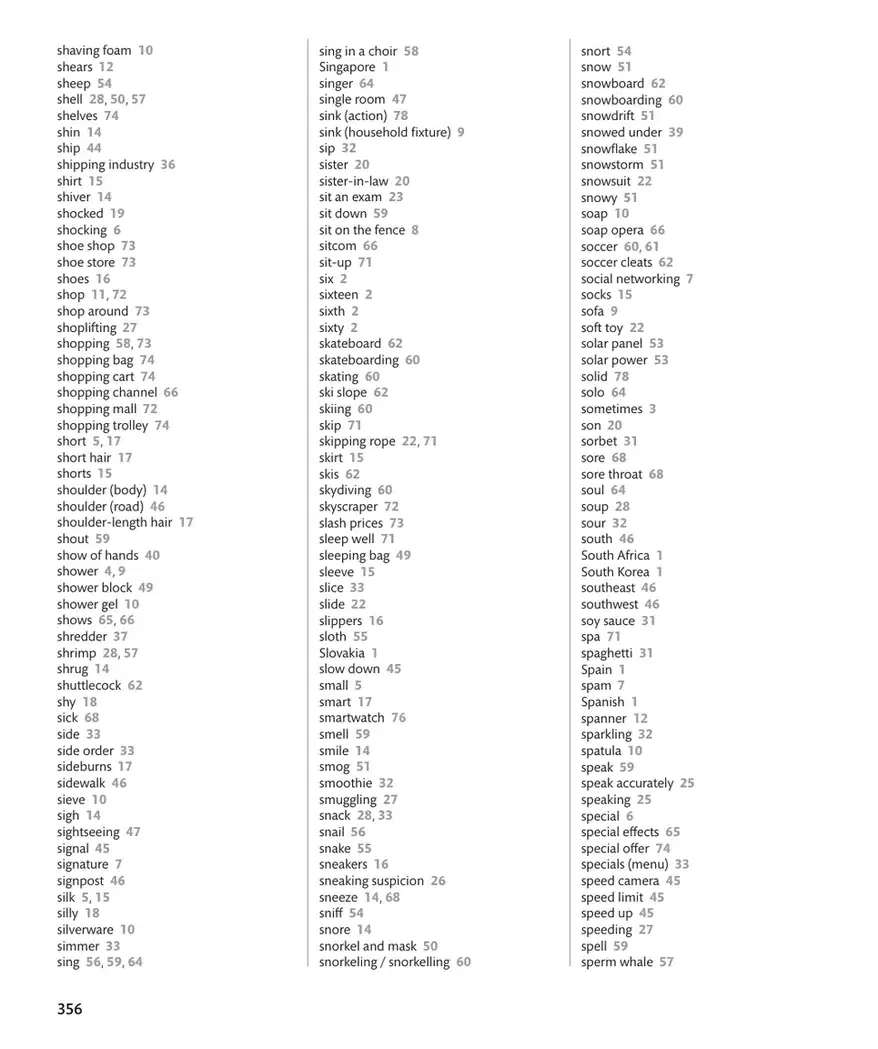 shaving foam 10
shears 12
sheep 54
shell 28, 50, 57
shelves 74
shin 14
ship 44
shipping industry 36
shirt 15
shiver 14
shocked 19
shocking 6
shoe shop 73
shoe store 73
shoes 16
shop 11, 72
shop around 73
shoplifting 27
shopping 58, 73
shopping bag 74
shopping cart 74
shopping channel 66
shopping mall 72
shopping trolley 74
short 5, 17
short hair 17
shorts 15
shoulder (body) 14
shoulder (road) 46
shoulder-length hair 17
shout 59
show of hands 40
shower 4, 9
shower block 49
shower gel 10
shows 65, 66
shredder 37
shrimp 28, 57
shrug 14
shuttlecock 62
shy 18
sick 68
side 33
side order 33
sideburns 17
sidewalk 46
sieve 10
sigh 14
sightseeing 47
signal 45
signature 7
signpost 46
silk 5, 15
silly 18
silverware 10
simmer 33
sing 56, 59, 64
sing in a choir 58
Singapore 1
singer 64
single room 47
sink (action) 78
sink (household fixture) 9
sip 32
sister 20
sister-in-law 20
sit an exam 23
sit down 59
sit on the fence 8
sitcom 66
sit-up 71
six 2
sixteen 2
sixth 2
sixty 2
skateboard 62
skateboarding 60
skating 60
ski slope 62
skiing 60
skip 71
skipping rope 22, 71
skirt 15
skis 62
skydiving 60
skyscraper 72
slash prices 73
sleep well 71
sleeping bag 49
sleeve 15
slice 33
slide 22
slippers 16
sloth 55
Slovakia 1
slow down 45
small 5
smart 17
smartwatch 76
smell 59
smile 14
smog 51
smoothie 32
smuggling 27
snack 28, 33
snail 56
snake 55
sneakers 16
sneaking suspicion 26
sneeze 14, 68
sniff 54
snore 14
snorkel and mask 50
snorkeling / snorkelling 60
snort 54
snow 51
snowboard 62
snowboarding 60
snowdrift 51
snowed under 39
snowflake 51
snowstorm 51
snowsuit 22
snowy 51
soap 10
soap opera 66
soccer 60, 61
soccer cleats 62
social networking 7
socks 15
sofa 9
soft toy 22
solar panel 53
solar power 53
solid 78
solo 64
sometimes 3
son 20
sorbet 31
sore 68
sore throat 68
soul 64
soup 28
sour 32
south 46
South Africa 1
South Korea 1
southeast 46
southwest 46
soy sauce 31
spa 71
spaghetti 31
Spain 1
spam 7
Spanish 1
spanner 12
sparkling 32
spatula 10
speak 59
speak accurately 25
speaking 25
special 6
special effects 65
special offer 74
specials (menu) 33
speed camera 45
speed limit 45
speed up 45
speeding 27
spell 59
sperm whale 57
356